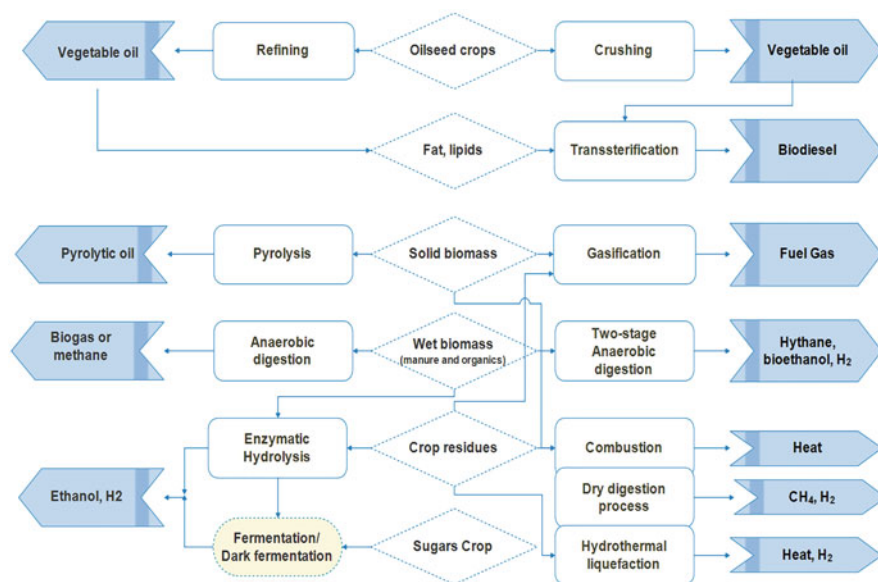 Vegetable oil
Refining
Oilseed crops
Crushing
Vegetable oil
Fat, lipids
Transsterification
Biodiesel
Pyrolytic oil
Pyrolysis
Solid biomass
Gasification
Fuel Gas
Biogas or
methane
Anaerobic
digestion
Wet biomass
(manure and organics)
Two-stage
Anaerobic
digestion
Hythane,
bioethanol, H₂
Enzymatic
Hydrolysis
Crop residues
Combustion
Heat
Ethanol, H2
Dry digestion
process
CH₄, H₂
Fermentation/
Dark fermentation
Sugars Crop
Hydrothermal
liquefaction
Heat, H₂